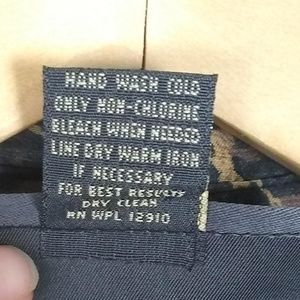 HAND WASH COLD
ONLY NON-CHLORINE
BLEACH WHEN NEEDED
LINE DRY WARM IRON
IF NECESSARY
FOR BEST RESULTS
DRY CLEAN
RN WPL 12910